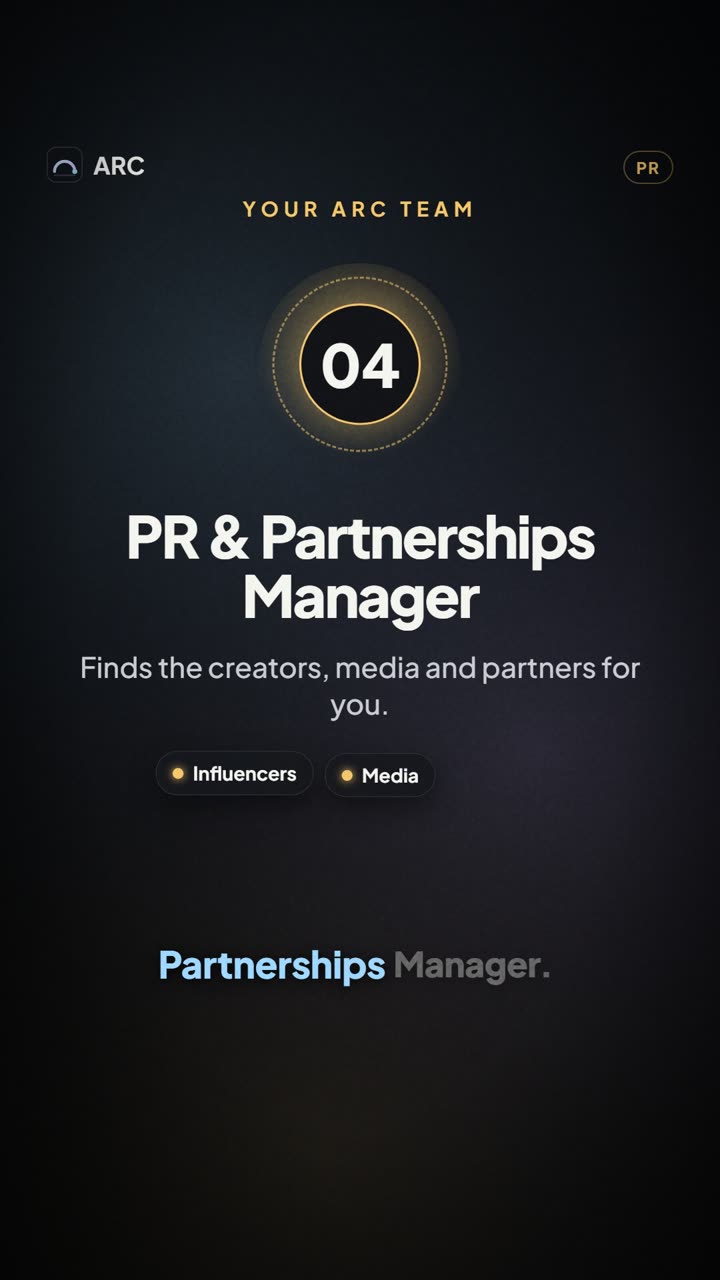 ARC
PR
YOUR ARC TEAM
04
PR & Partnerships
Manager
Finds the creators, media and partners for
you.
Influencers
Media
Partnerships Manager.